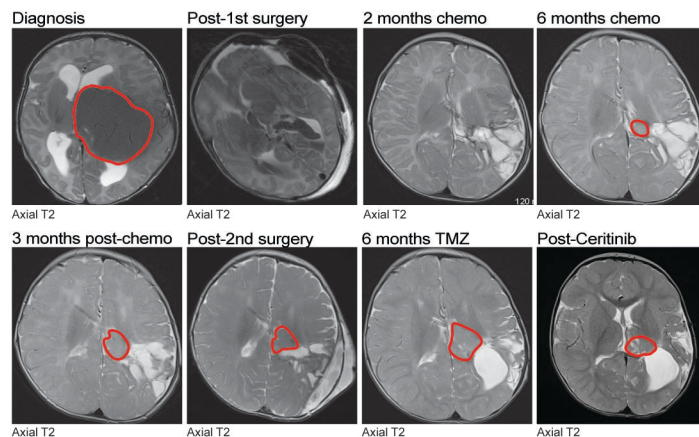 Diagnosis
Post-1st surgery
2 months chemo
6 months chemo
120
Axial T2
Axial T2
Axial T2
Axial T2
3 months post-chemo
Post-2nd surgery
6 months TMZ
Post-Ceritinib
Axial T2
Axial T2
Axial T2
Axial T2